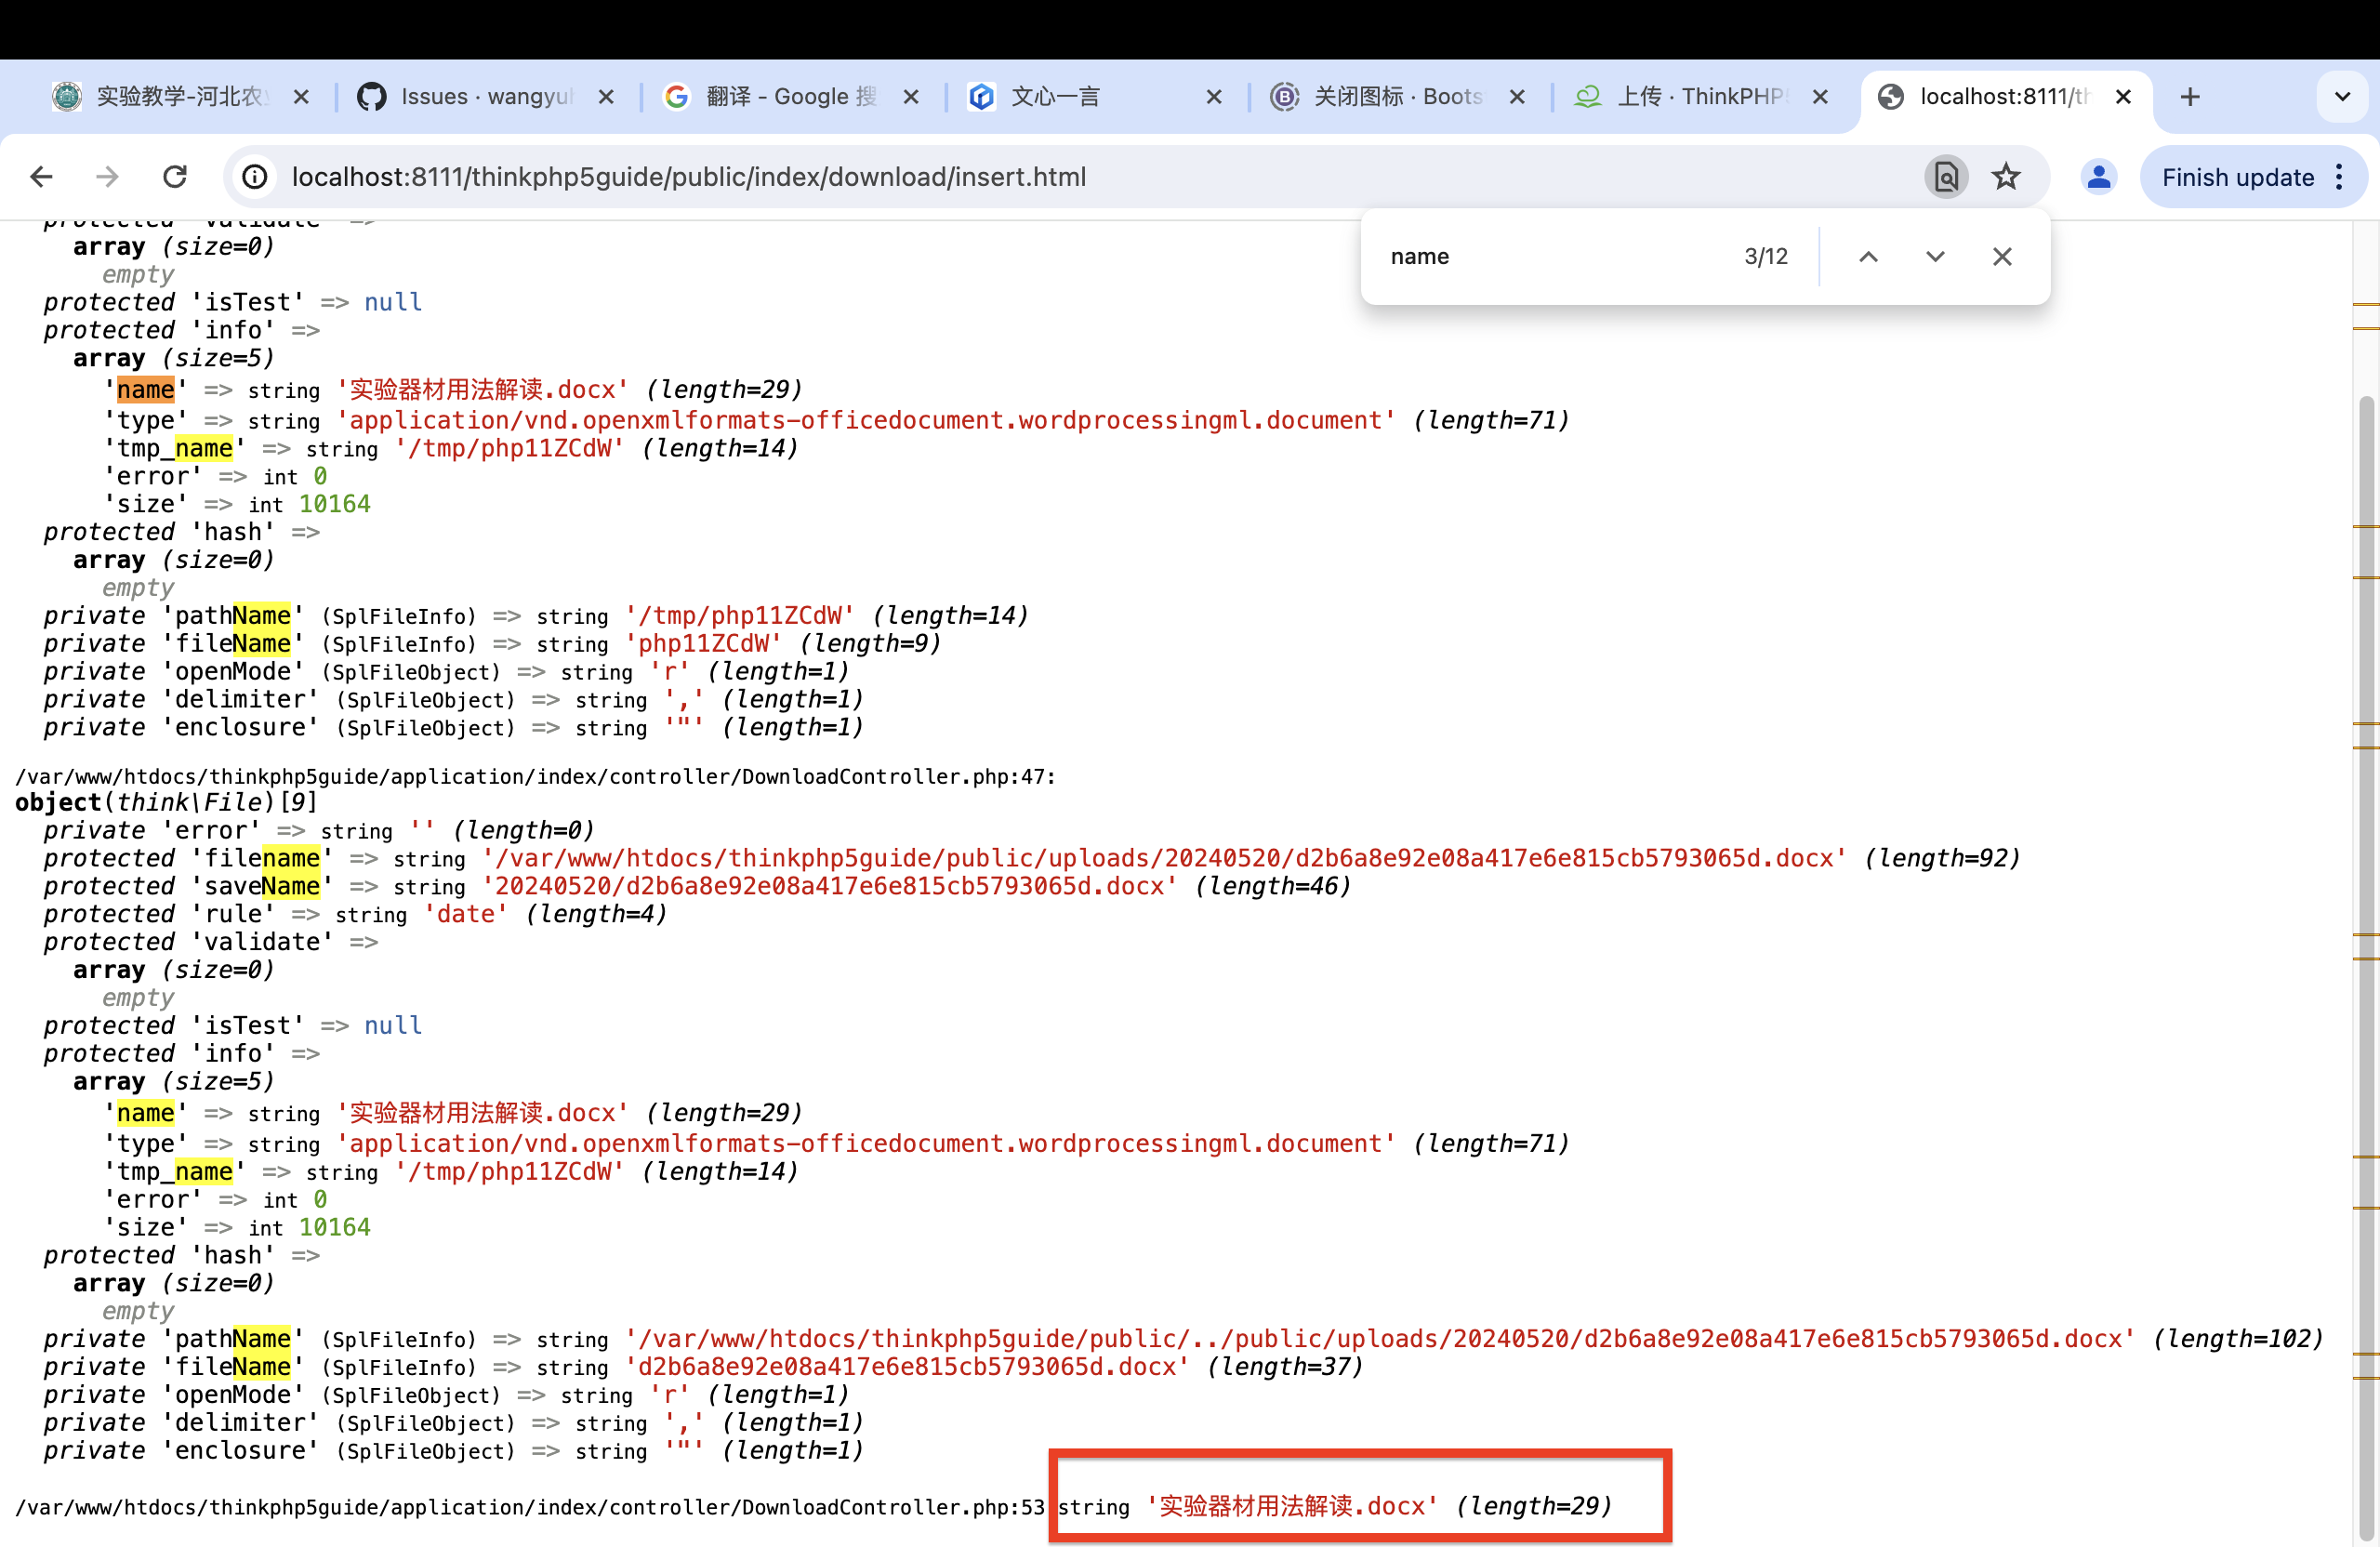 实验教学-河北农
Issues · wangyu
翻译 - Google 搜
文心一言
关闭图标 · Boots
上传 · ThinkPHP
localhost:8111/th
localhost:8111/thinkphp5guide/public/index/download/insert.html
Finish update
name 3/12
protected 'validate' =>
array (size=0)
empty
protected 'isTest' => null
protected 'info' =>
array (size=5)
'name' => string '实验器材用法解读.docx' (length=29)
'type' => string 'application/vnd.openxmlformats-officedocument.wordprocessingml.document' (length=71)
'tmp_name' => string '/tmp/php11ZCdW' (length=14)
'error' => int 0
'size' => int 10164
protected 'hash' =>
array (size=0)
empty
private 'pathName' (SplFileInfo) => string '/tmp/php11ZCdW' (length=14)
private 'fileName' (SplFileInfo) => string 'php11ZCdW' (length=9)
private 'openMode' (SplFileObject) => string 'r' (length=1)
private 'delimiter' (SplFileObject) => string ',' (length=1)
private 'enclosure' (SplFileObject) => string '"' (length=1)
/var/www/htdocs/thinkphp5guide/application/index/controller/DownloadController.php:47:
object(think\File)[9]
private 'error' => string '' (length=0)
protected 'filename' => string '/var/www/htdocs/thinkphp5guide/public/uploads/20240520/d2b6a8e92e08a417e6e815cb5793065d.docx' (length=92)
protected 'saveName' => string '20240520/d2b6a8e92e08a417e6e815cb5793065d.docx' (length=46)
protected 'rule' => string 'date' (length=4)
protected 'validate' =>
array (size=0)
empty
protected 'isTest' => null
protected 'info' =>
array (size=5)
'name' => string '实验器材用法解读.docx' (length=29)
'type' => string 'application/vnd.openxmlformats-officedocument.wordprocessingml.document' (length=71)
'tmp_name' => string '/tmp/php11ZCdW' (length=14)
'error' => int 0
'size' => int 10164
protected 'hash' =>
array (size=0)
empty
private 'pathName' (SplFileInfo) => string '/var/www/htdocs/thinkphp5guide/public/../public/uploads/20240520/d2b6a8e92e08a417e6e815cb5793065d.docx' (length=102)
private 'fileName' (SplFileInfo) => string 'd2b6a8e92e08a417e6e815cb5793065d.docx' (length=37)
private 'openMode' (SplFileObject) => string 'r' (length=1)
private 'delimiter' (SplFileObject) => string ',' (length=1)
private 'enclosure' (SplFileObject) => string '"' (length=1)
/var/www/htdocs/thinkphp5guide/application/index/controller/DownloadController.php:53 string '实验器材用法解读.docx' (length=29)